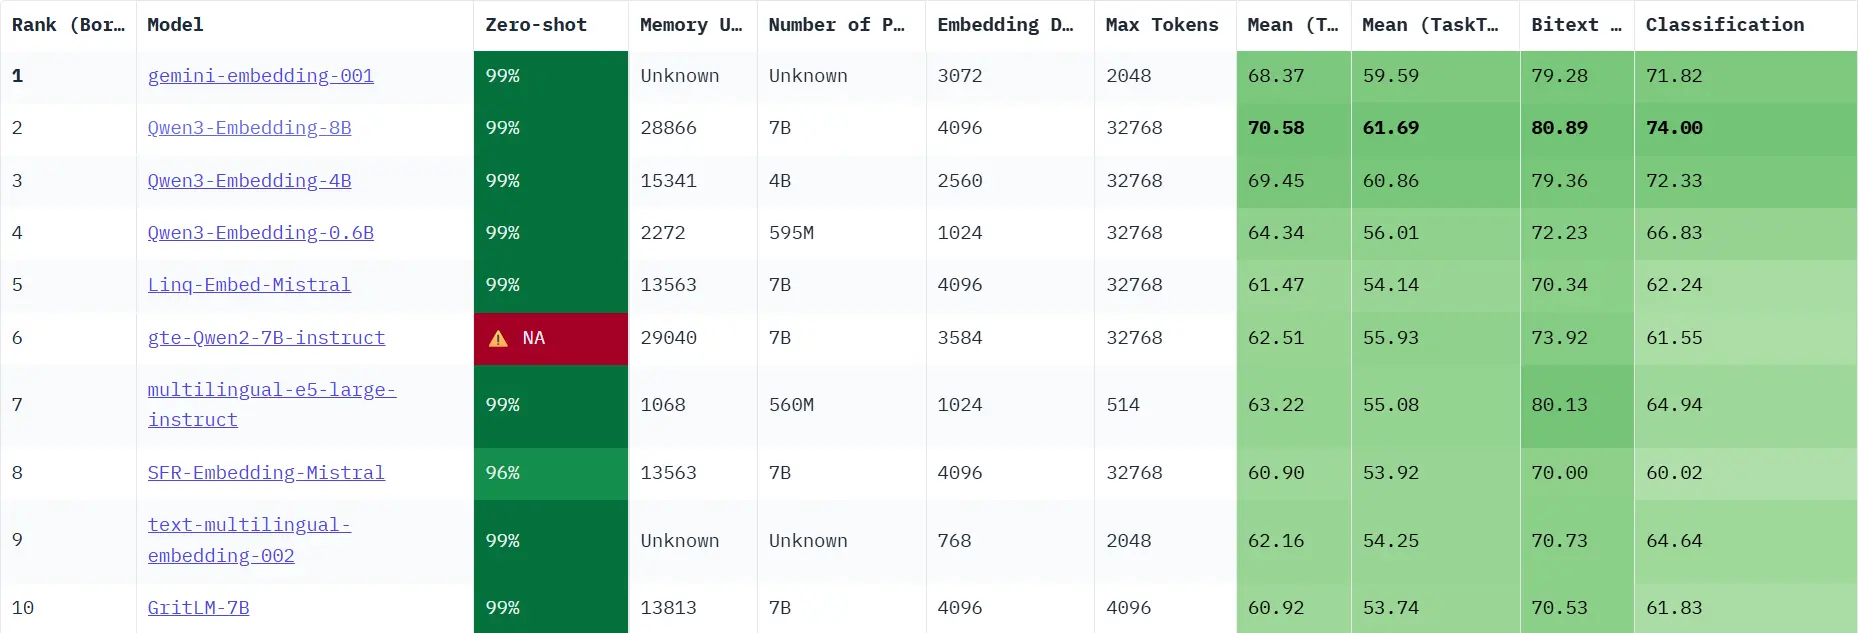 Rank (Bor… Model Zero-shot Memory U… Number of P… Embedding D… Max Tokens Mean (T… Mean (TaskT… Bitext … Classification
1 gemini-embedding-001 99% Unknown Unknown 3072 2048 68.37 59.59 79.28 71.82
2 Qwen3-Embedding-8B 99% 28866 7B 4096 32768 70.58 61.69 80.89 74.00
3 Qwen3-Embedding-4B 99% 15341 4B 2560 32768 69.45 60.86 79.36 72.33
4 Qwen3-Embedding-0.6B 99% 2272 595M 1024 32768 64.34 56.01 72.23 66.83
5 Linq-Embed-Mistral 99% 13563 7B 4096 32768 61.47 54.14 70.34 62.24
6 gte-Qwen2-7B-instruct ⚠️ NA 29040 7B 3584 32768 62.51 55.93 73.92 61.55
multilingual-e5-large-
7 instruct 99% 1068 560M 1024 514 63.22 55.08 80.13 64.94
8 SFR-Embedding-Mistral 96% 13563 7B 4096 32768 60.90 53.92 70.00 60.02
text-multilingual-
9 embedding-002 99% Unknown Unknown 768 2048 62.16 54.25 70.73 64.64
10 GritLM-7B 99% 13813 7B 4096 4096 60.92 53.74 70.53 61.83